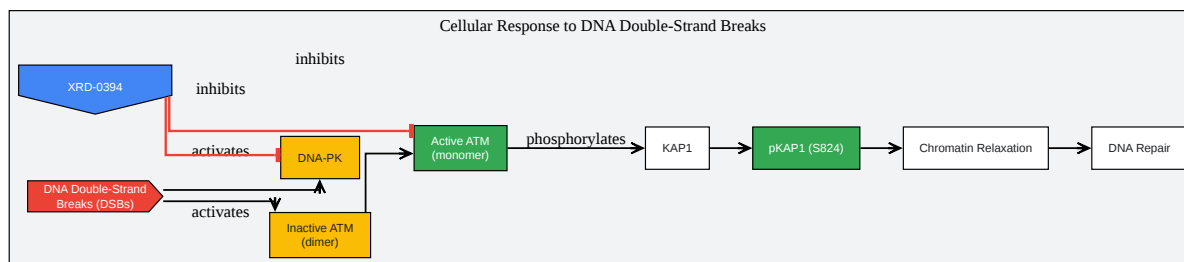 Cellular Response to DNA Double-Strand Breaks
inhibits
XRD-0394
inhibits
activates
DNA-PK
Active ATM
(monomer)
phosphorylates
KAP1
pKAP1 (S824)
Chromatin Relaxation
DNA Repair
DNA Double-Strand
Breaks (DSBs)
activates
Inactive ATM
(dimer)